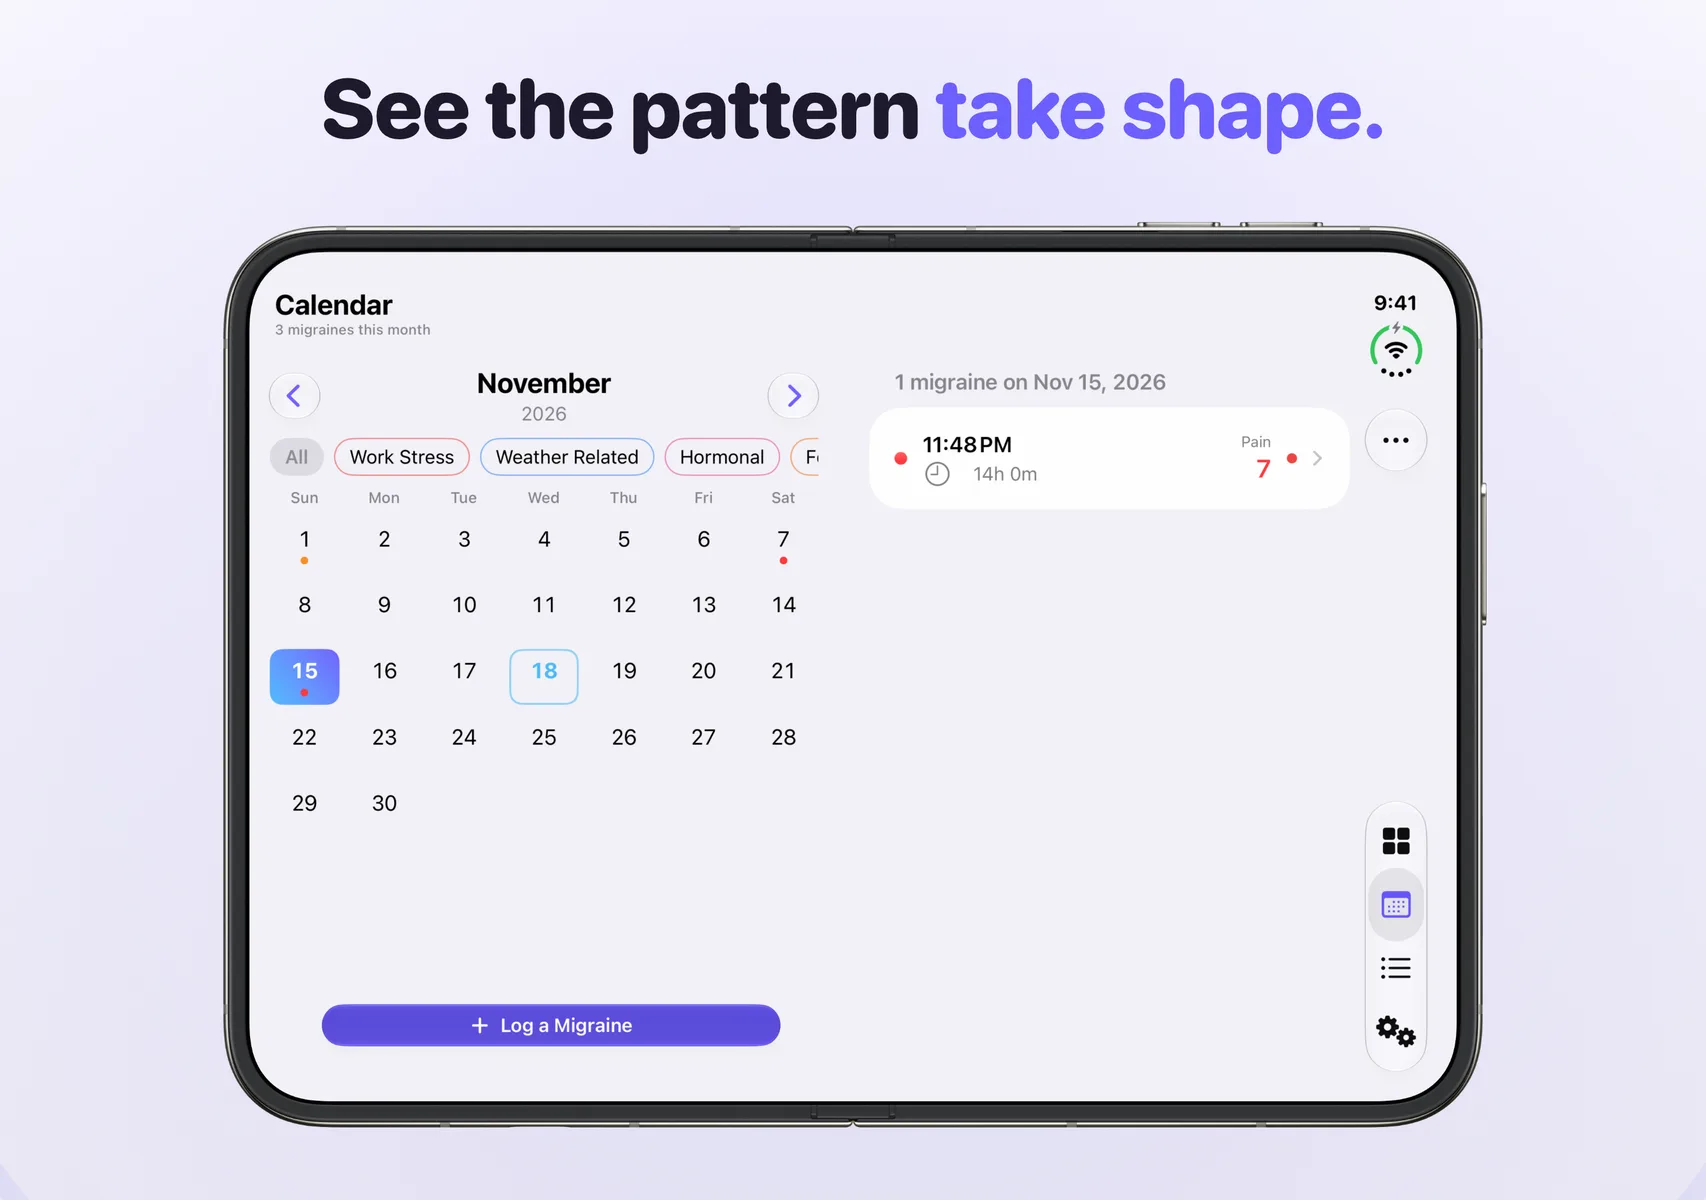 See the pattern take shape.
Calendar
3 migraines this month
9:41
November
2026
All
Work Stress
Weather Related
Hormonal
Sun Mon Tue Wed Thu Fri Sat
1 2 3 4 5 6 7
8 9 10 11 12 13 14
15 16 17 18 19 20 21
22 23 24 25 26 27 28
29 30
+ Log a Migraine
1 migraine on Nov 15, 2026
11:48 PM
14h 0m
Pain
7